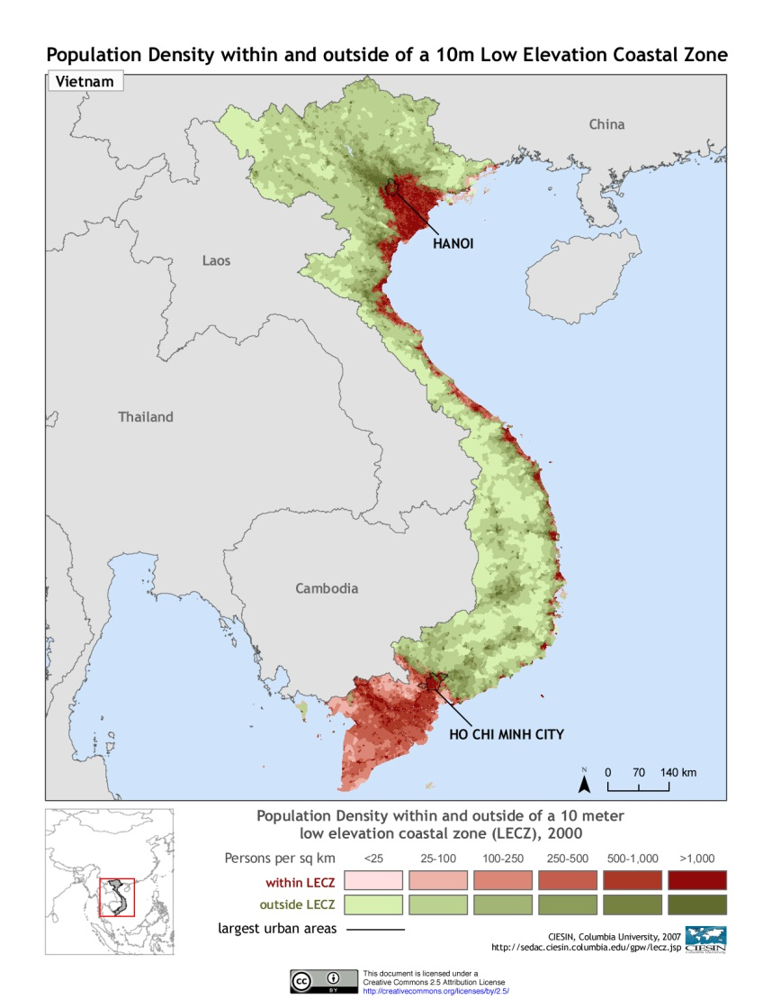 Population Density within and outside of a 10m Low Elevation Coastal Zone
Vietnam
China
HANOI
Laos
Thailand
Cambodia
HO CHI MINH CITY
N
0 70 140 km
Population Density within and outside of a 10 meter
low elevation coastal zone (LECZ), 2000
Persons per sq km <25 25-100 100-250 250-500 500-1,000 >1,000
within LECZ
outside LECZ
largest urban areas
CIESIN, Columbia University, 2007
http://sedac.ciesin.columbia.edu/gpw/lecz.jsp
CIESIN
cc
BY
This document is licensed under a
Creative Commons 2.5 Attribution License
http://creativecommons.org/licenses/by/2.5/